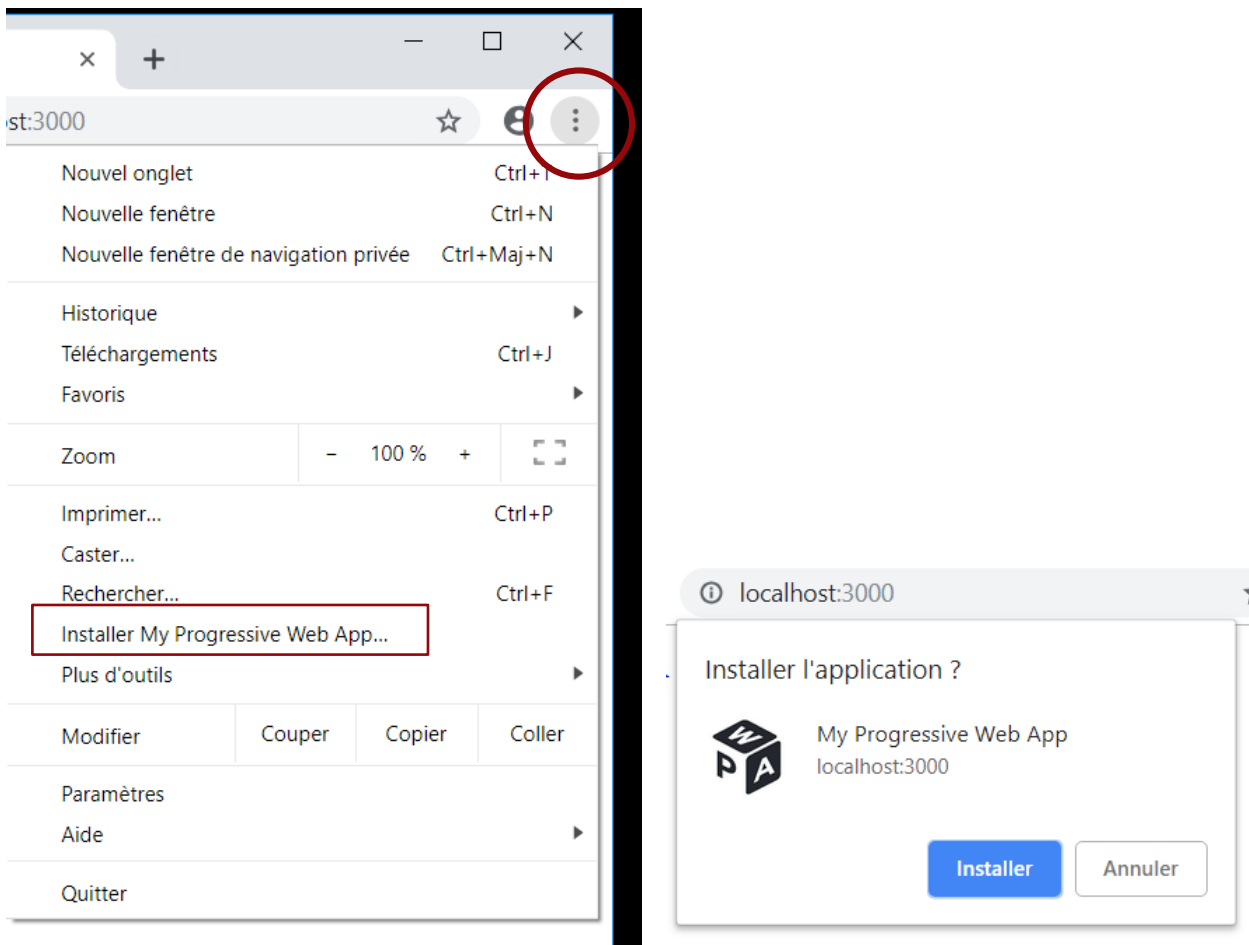 st:3000
Nouvel onglet Ctrl+T
Nouvelle fenêtre Ctrl+N
Nouvelle fenêtre de navigation privée Ctrl+Maj+N
Historique
Téléchargements Ctrl+J
Favoris
Zoom - 100 % +
Imprimer... Ctrl+P
Caster...
Rechercher... Ctrl+F
Installer My Progressive Web App...
Plus d'outils
Modifier Couper Copier Coller
Paramètres
Aide
Quitter
localhost:3000
Installer l'application ?
PWA
My Progressive Web App
localhost:3000
Installer Annuler